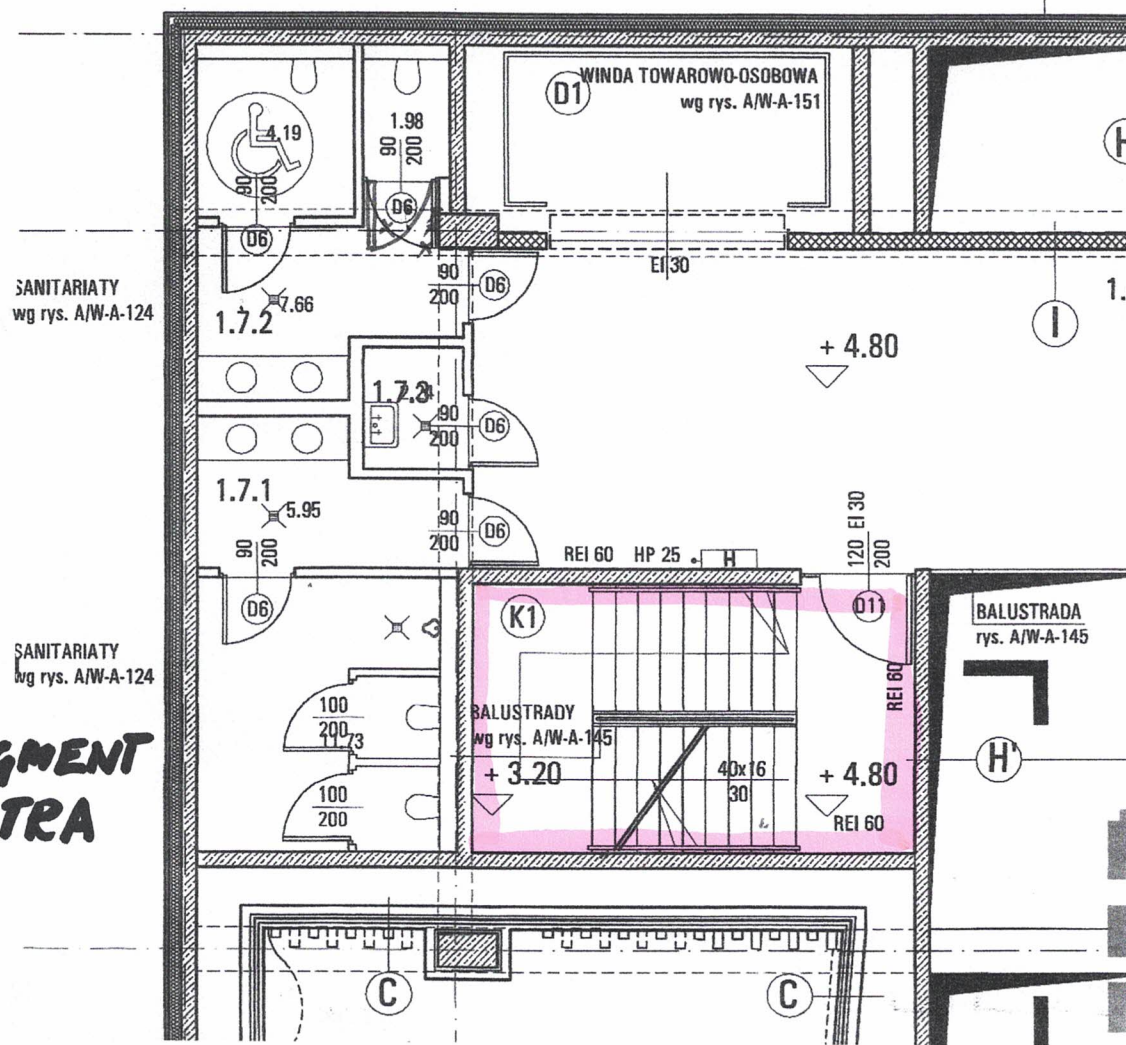 D1
WINDA TOWAROWO-OSOBOWA
wg rys. A/W-A-151
4.19
90
200
D6
1.98
90
200
D6
EI 30
SANITARIATY
wg rys. A/W-A-124
7.66
1.7.2
90
200
D6
I
1.
+ 4.80
1.7.3
90
200
D6
1.7.1
5.95
90
200
D6
90
200
D6
REI 60 HP 25
H
120 EI 30
200
D11
K1
BALUSTRADA
rys. A/W-A-145
SANITARIATY
wg rys. A/W-A-124
REI 60
100
200
11.73
BALUSTRADY
wg rys. A/W-A-145
+ 3.20
40x16
30
+ 4.80
REI 60
H'
GMENT
TRA
100
200
C
C